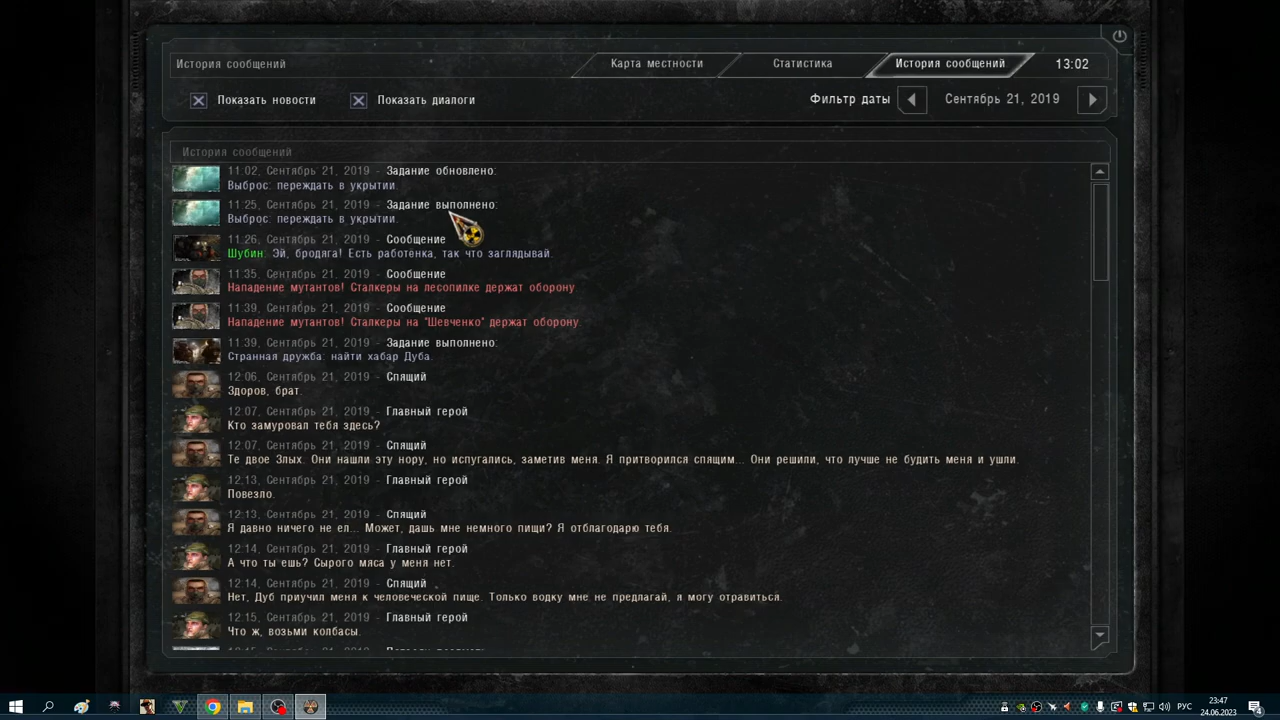 История сообщений
Карта местности
Статистика
История сообщений
13:02
Показать новости
Показать диалоги
Фильтр даты
Сентябрь 21, 2019
История сообщений
11:02, Сентябрь 21, 2019 - Задание обновлено:
Выброс: переждать в укрытии.
11:25, Сентябрь 21, 2019 - Задание выполнено:
Выброс: переждать в укрытии.
11:26, Сентябрь 21, 2019 - Сообщение
Шубин: Эй, бродяга! Есть работенка, так что заглядывай.
11:35, Сентябрь 21, 2019 - Сообщение
Нападение мутантов! Сталкеры на лесопилке держат оборону.
11:39, Сентябрь 21, 2019 - Сообщение
Нападение мутантов! Сталкеры на "Шевченко" держат оборону.
11:39, Сентябрь 21, 2019 - Задание выполнено:
Странная дружба: найти хабар Дуба.
12:06, Сентябрь 21, 2019 - Спящий
Здоров, брат.
12:07, Сентябрь 21, 2019 - Главный герой
Кто замуровал тебя здесь?
12:07, Сентябрь 21, 2019 - Спящий
Те двое Злых. Они нашли эту нору, но испугались, заметив меня. Я притворился спящим... Они решили, что лучше не будить меня и ушли.
12:13, Сентябрь 21, 2019 - Главный герой
Повезло.
12:13, Сентябрь 21, 2019 - Спящий
Я давно ничего не ел... Может, дашь мне немного пищи? Я отблагодарю тебя.
12:14, Сентябрь 21, 2019 - Главный герой
А что ты ешь? Сырого мяса у меня нет.
12:14, Сентябрь 21, 2019 - Спящий
Нет, Дуб приучил меня к человеческой пище. Только водку мне не предлагай, я могу отравиться.
12:15, Сентябрь 21, 2019 - Главный герой
Что ж, возьми колбасы.
РУС
23:47
24.06.2023